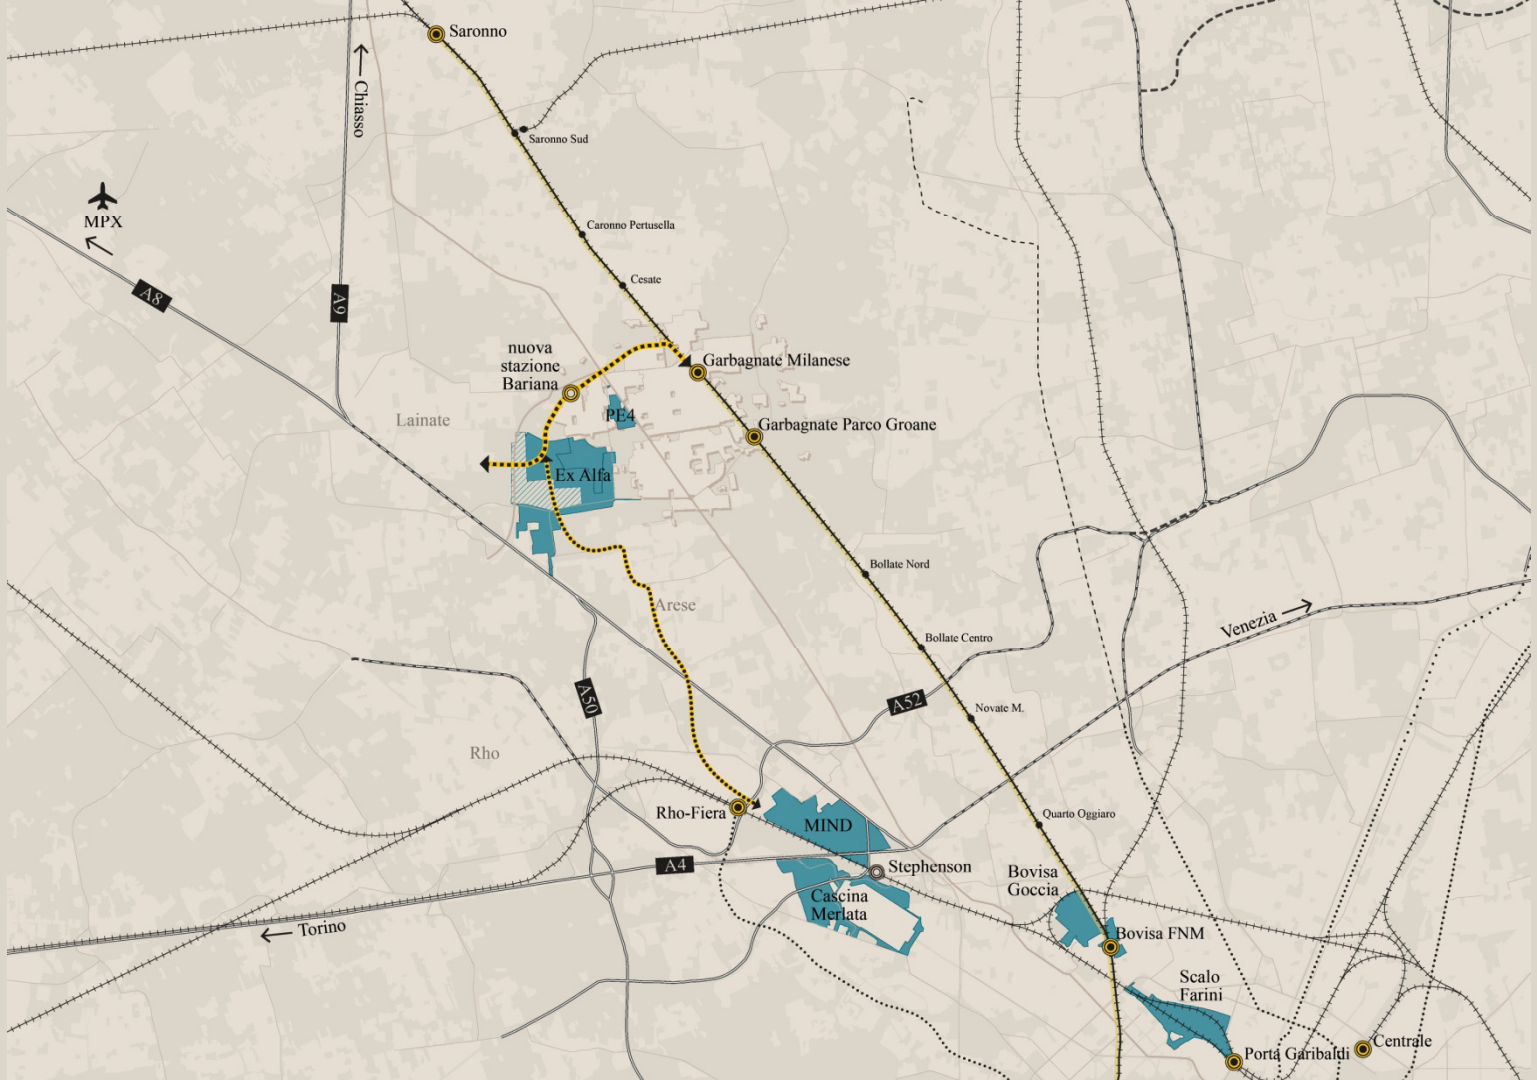 Saronno
Chiasso
Saronno Sud
MPX
Caronno Pertusella
Cesate
A8
A9
nuova
stazione
Bariana
Garbagnate Milanese
Lainate
PE4
Garbagnate Parco Groane
Ex Alfa
Bollate Nord
Arese
Bollate Centro
Venezia
A50
A52
Novate M.
Rho
Rho-Fiera
MIND
Quarto Oggiaro
A4
Stephenson
Bovisa
Goccia
Cascina
Merlata
Torino
Bovisa FNM
Scalo
Farini
Porta Garibaldi
Centrale